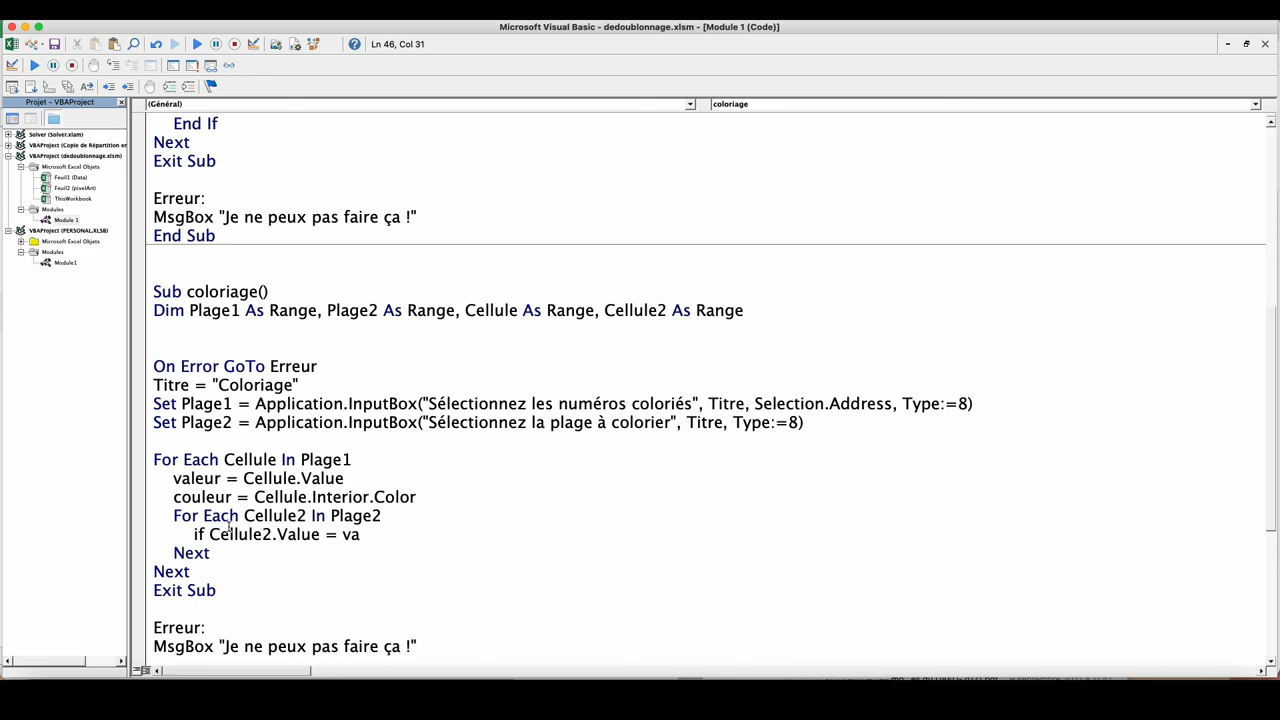 Microsoft Visual Basic - dedoublonnage.xlsm - [Module 1 (Code)]
Ln 46, Col 31
Projet - VBAProject
(Général)
coloriage
Solver (Solver.xlam)
VBAProject (Copie de Répartition en
VBAProject (dedoublonnage.xlsm)
Microsoft Excel Objets
Feuil1 (Data)
Feuil2 (pixelArt)
ThisWorkbook
Modules
Module 1
VBAProject (PERSONAL.XLSB)
Microsoft Excel Objets
Modules
Module1
End If
Next
Exit Sub
Erreur:
MsgBox "Je ne peux pas faire ça !"
End Sub
Sub coloriage()
Dim Plage1 As Range, Plage2 As Range, Cellule As Range, Cellule2 As Range
On Error GoTo Erreur
Titre = "Coloriage"
Set Plage1 = Application.InputBox("Sélectionnez les numéros coloriés", Titre, Selection.Address, Type:=8)
Set Plage2 = Application.InputBox("Sélectionnez la plage à colorier", Titre, Type:=8)
For Each Cellule In Plage1
valeur = Cellule.Value
couleur = Cellule.Interior.Color
For Each Cellule2 In Plage2
if Cellule2.Value = va
Next
Next
Exit Sub
Erreur:
MsgBox "Je ne peux pas faire ça !"